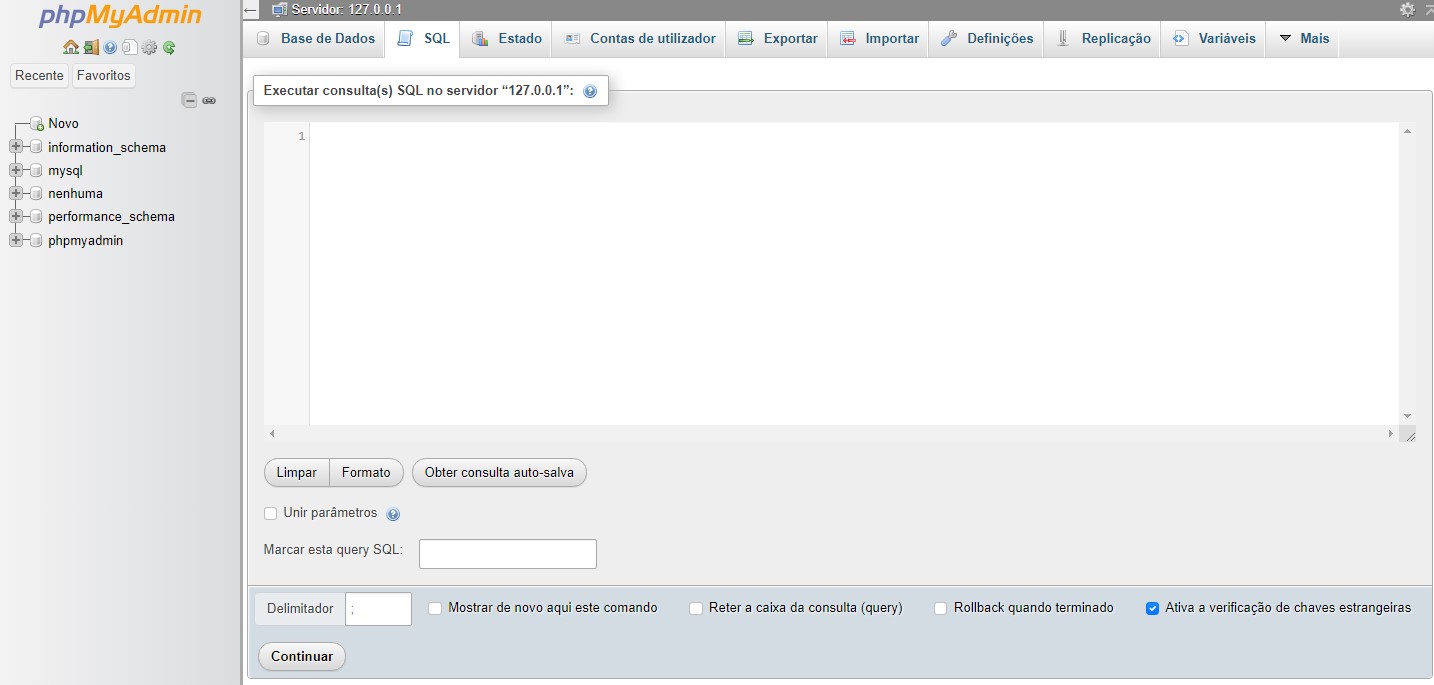 phpMyAdmin
Recente Favoritos
Novo
information_schema
mysql
nenhuma
performance_schema
phpmyadmin
Servidor: 127.0.0.1
Base de Dados SQL Estado Contas de utilizador Exportar Importar Definições Replicação Variáveis Mais
Executar consulta(s) SQL no servidor “127.0.0.1”:
1
Limpar Formato Obter consulta auto-salva
Unir parâmetros
Marcar esta query SQL:
Delimitador ; Mostrar de novo aqui este comando Reter a caixa da consulta (query) Rollback quando terminado Ativa a verificação de chaves estrangeiras
Continuar